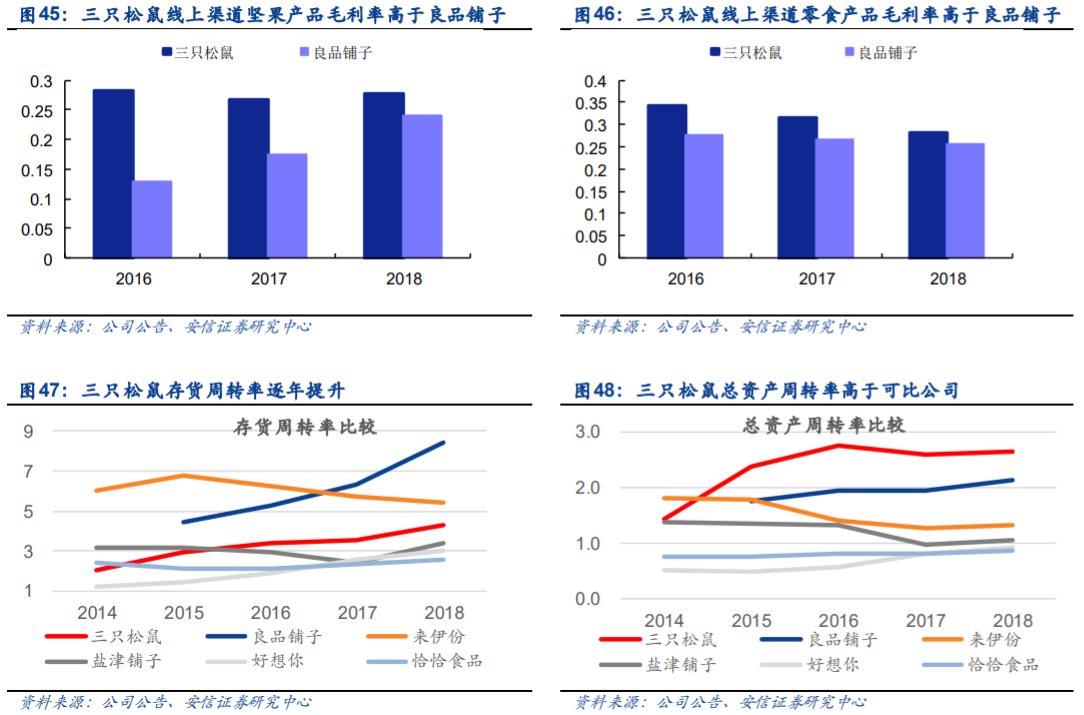 图45：三只松鼠线上渠道坚果产品毛利率高于良品铺子
三只松鼠 良品铺子
0.3
0.25
0.2
0.15
0.1
0.05
0
2016 2017 2018
资料来源：公司公告、安信证券研究中心
图46：三只松鼠线上渠道零食产品毛利率高于良品铺子
三只松鼠 良品铺子
0.4
0.35
0.3
0.25
0.2
0.15
0.1
0.05
0
2016 2017 2018
资料来源：公司公告、安信证券研究中心
图47：三只松鼠存货周转率逐年提升
存货周转率比较
9
7
5
3
1
2014 2015 2016 2017 2018
三只松鼠 良品铺子 来伊份
盐津铺子 好想你 恰恰食品
资料来源：公司公告、安信证券研究中心
图48：三只松鼠总资产周转率高于可比公司
总资产周转率比较
3.0
2.0
1.0
0.0
2014 2015 2016 2017 2018
三只松鼠 良品铺子 来伊份
盐津铺子 好想你 恰恰食品
资料来源：公司公告、安信证券研究中心